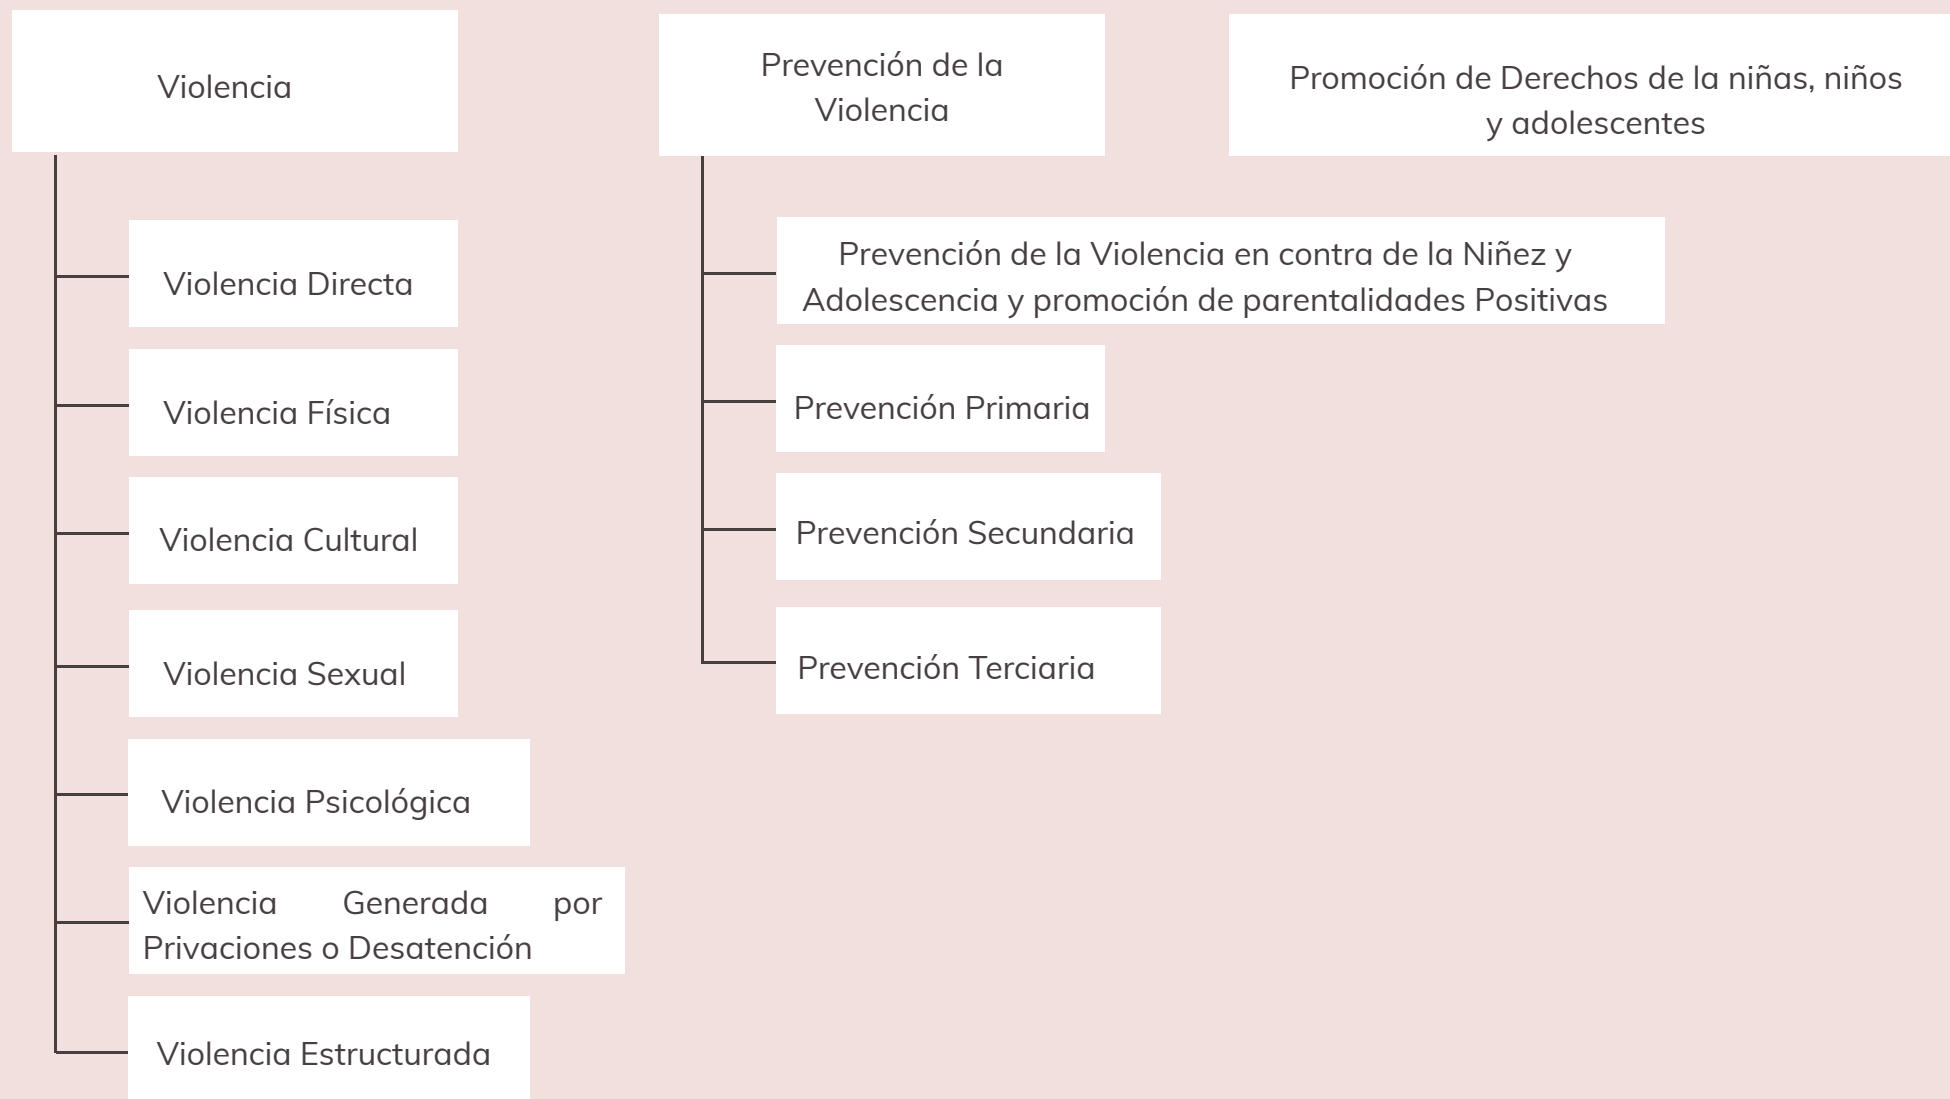 Violencia
Violencia Directa
Violencia Física
Violencia Cultural
Violencia Sexual
Violencia Psicológica
Violencia Generada por
Privaciones o Desatención
Violencia Estructurada
Prevención de la
Violencia
Prevención de la Violencia en contra de la Niñez y
Adolescencia y promoción de parentalidades Positivas
Prevención Primaria
Prevención Secundaria
Prevención Terciaria
Promoción de Derechos de la niñas, niños
y adolescentes